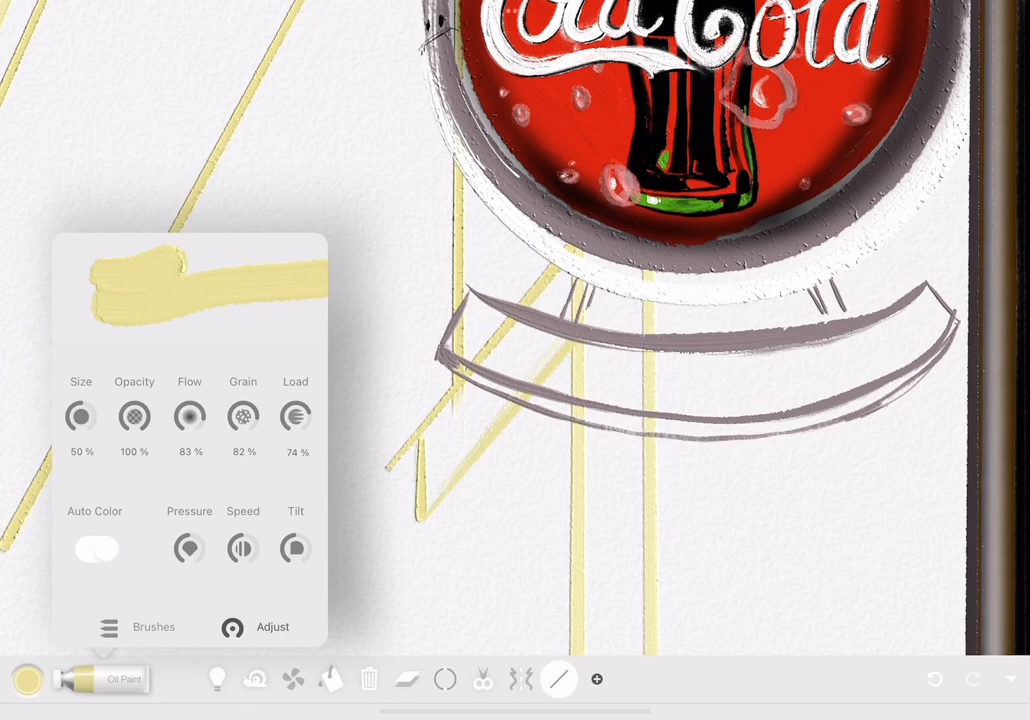 Coca Cola
Size Opacity Flow Grain Load
50 % 100 % 83 % 82 % 74 %
Auto Color Pressure Speed Tilt
Brushes Adjust
Oil Paint